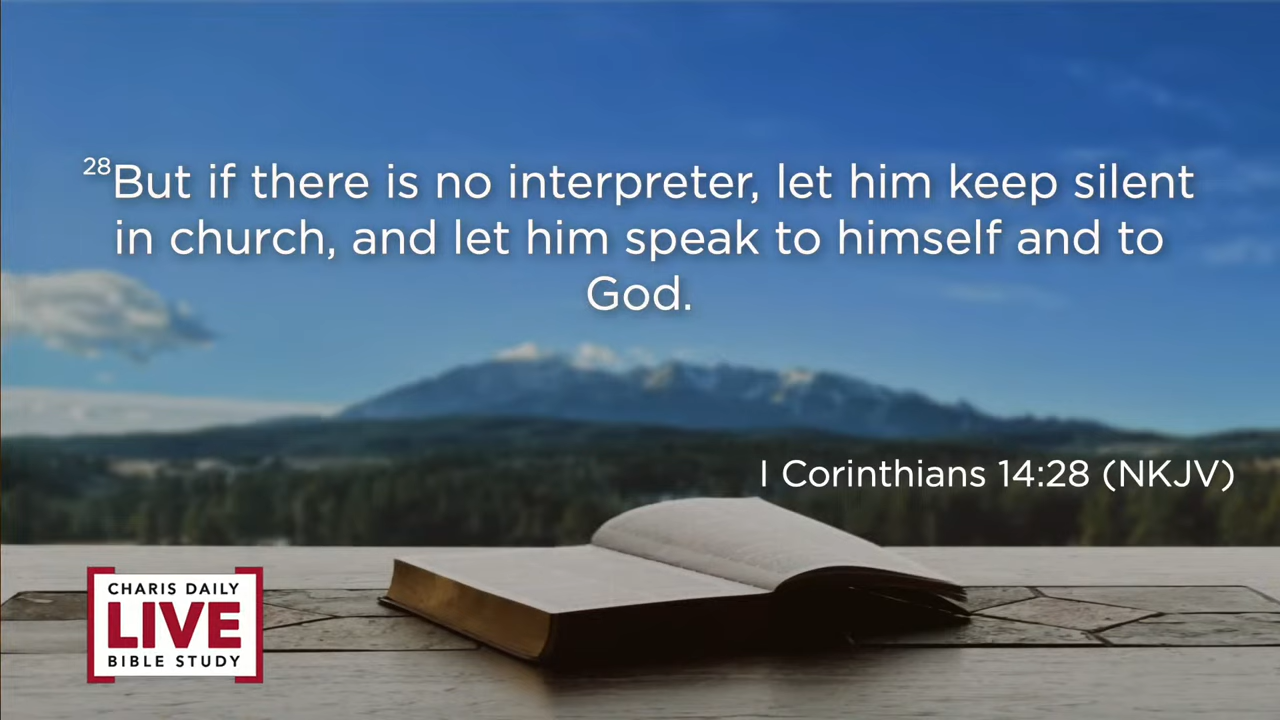 28But if there is no interpreter, let him keep silent
in church, and let him speak to himself and to
God.
I Corinthians 14:28 (NKJV)
CHARIS DAILY
LIVE
BIBLE STUDY